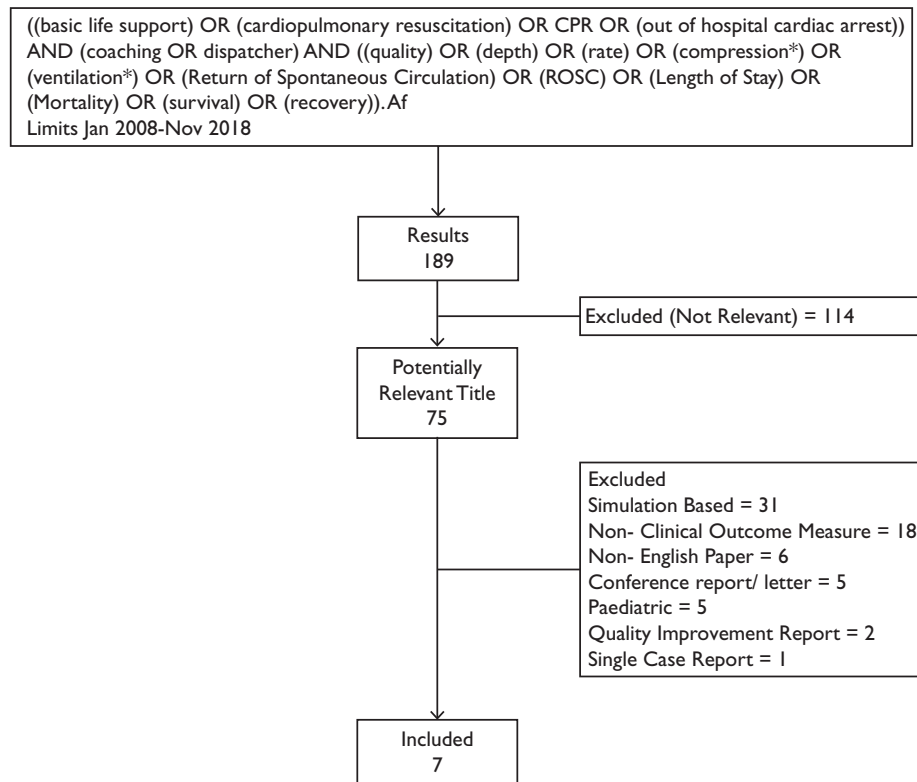 ((basic life support) OR (cardiopulmonary resuscitation) OR CPR OR (out of hospital cardiac arrest))
AND (coaching OR dispatcher) AND ((quality) OR (depth) OR (rate) OR (compression*) OR
(ventilation*) OR (Return of Spontaneous Circulation) OR (ROSC) OR (Length of Stay) OR
(Mortality) OR (survival) OR (recovery)).Af
Limits Jan 2008-Nov 2018
Results
189
Excluded (Not Relevant) = 114
Potentially
Relevant Title
75
Excluded
Simulation Based = 31
Non- Clinical Outcome Measure = 18
Non- English Paper = 6
Conference report/ letter = 5
Paediatric = 5
Quality Improvement Report = 2
Single Case Report = 1
Included
7